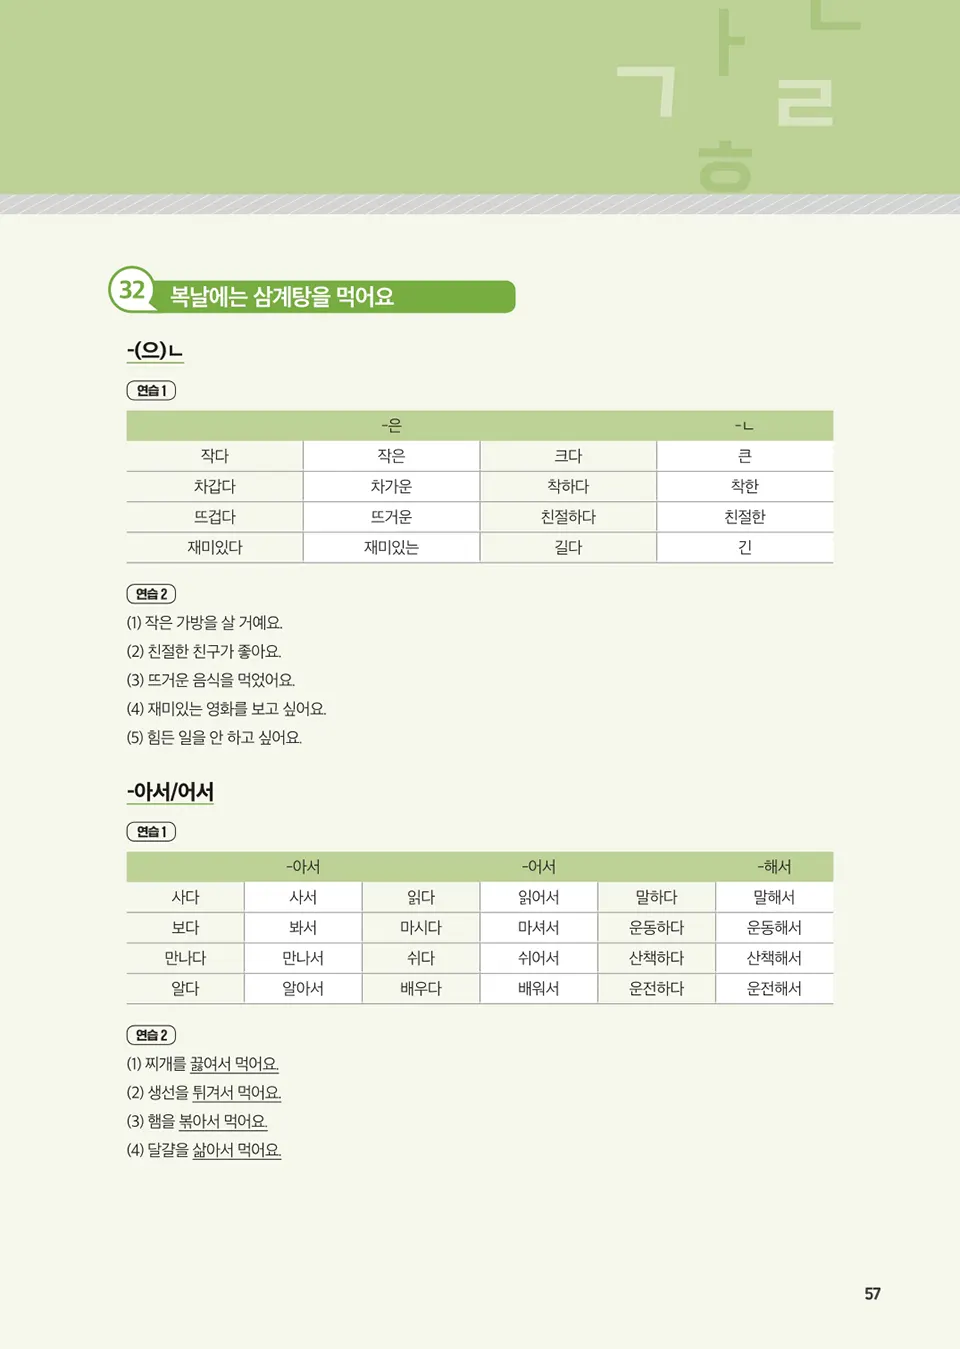 ㄱ ㅏ ㄴ ㄹ ㅎ
32 복날에는 삼계탕을 먹어요
-(으)ㄴ
연습 1
-은 -ㄴ
작다 작은 크다 큰
차갑다 차가운 착하다 착한
뜨겁다 뜨거운 친절하다 친절한
재미있다 재미있는 길다 긴
연습 2
(1) 작은 가방을 살 거예요.
(2) 친절한 친구가 좋아요.
(3) 뜨거운 음식을 먹었어요.
(4) 재미있는 영화를 보고 싶어요.
(5) 힘든 일을 안 하고 싶어요.
-아서/어서
연습 1
-아서 -어서 -해서
사다 사서 읽다 읽어서 말하다 말해서
보다 봐서 마시다 마셔서 운동하다 운동해서
만나다 만나서 쉬다 쉬어서 산책하다 산책해서
알다 알아서 배우다 배워서 운전하다 운전해서
연습 2
(1) 찌개를 끓여서 먹어요.
(2) 생선을 튀겨서 먹어요.
(3) 햄을 볶아서 먹어요.
(4) 달걀을 삶아서 먹어요.
57